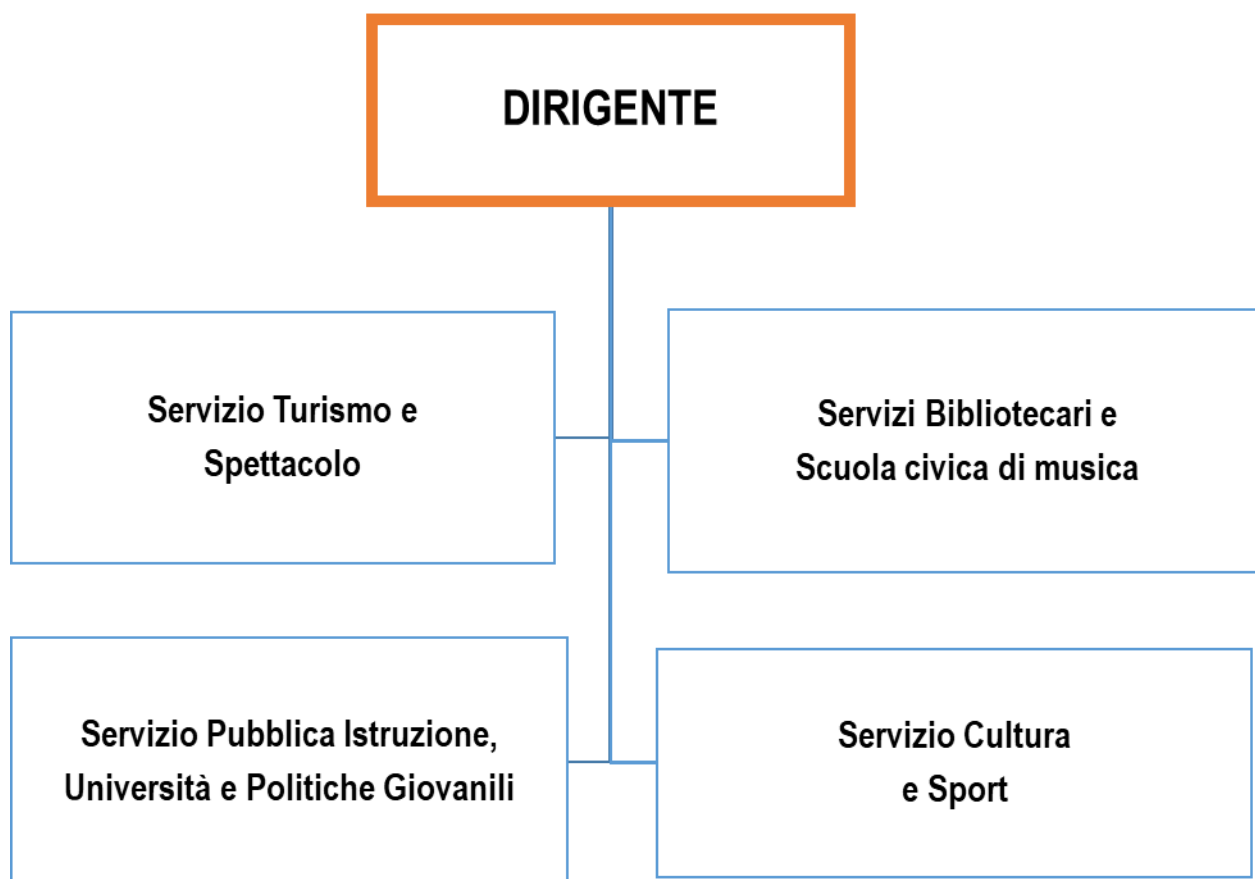 DIRIGENTE
Servizio Turismo e
Spettacolo
Servizi Bibliotecari e
Scuola civica di musica
Servizio Pubblica Istruzione,
Università e Politiche Giovanili
Servizio Cultura
e Sport